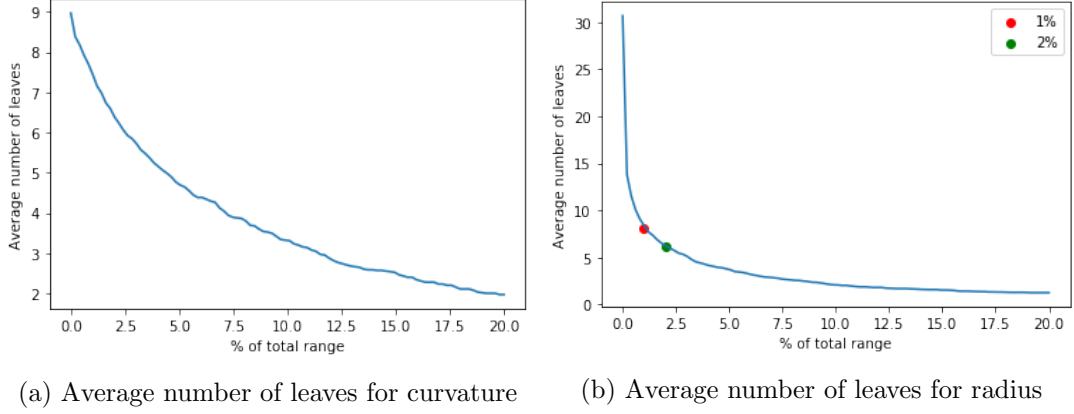 9
8
7
6
5
4
3
2
Average number of leaves
0.0 2.5 5.0 7.5 10.0 12.5 15.0 17.5 20.0
% of total range
(a) Average number of leaves for curvature
30
25
20
15
10
5
0
Average number of leaves
1%
2%
0.0 2.5 5.0 7.5 10.0 12.5 15.0 17.5 20.0
% of total range
(b) Average number of leaves for radius